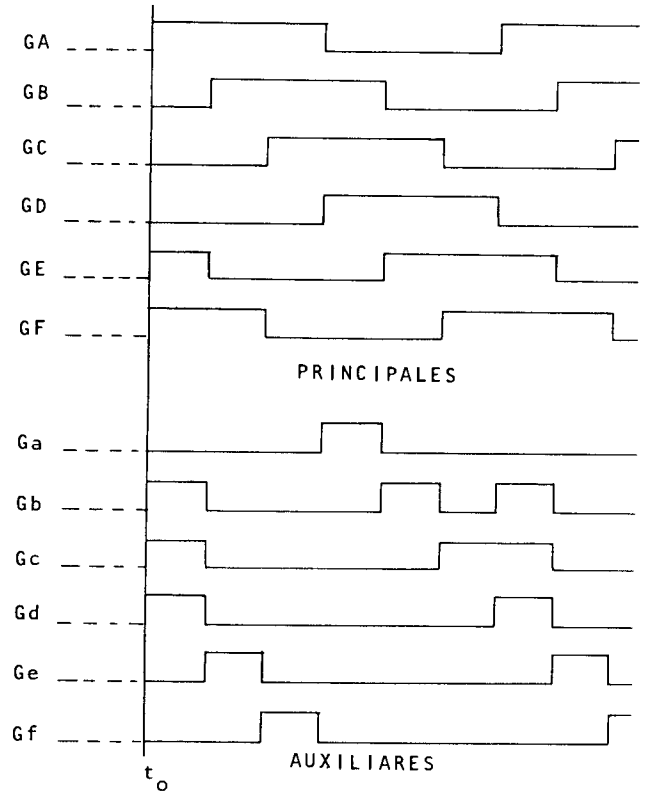 GA
GB
GC
GD
GE
GF
PRINCIPALES
Ga
Gb
Gc
Gd
Ge
Gf
AUXILIARES
to